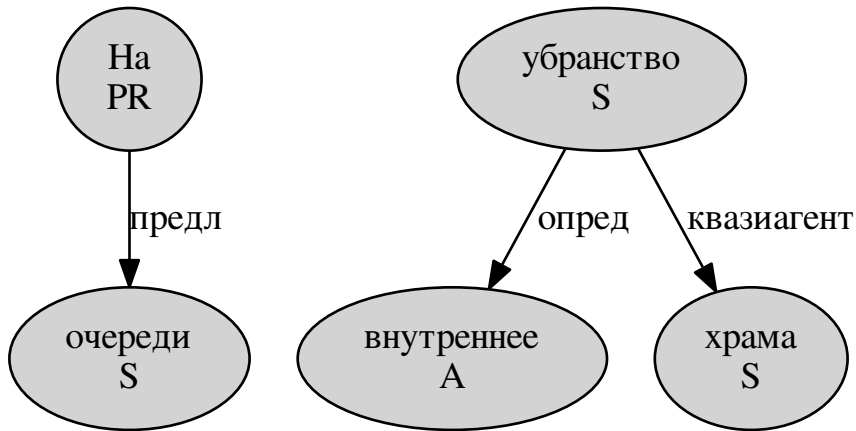 На
PR
убранство
S
предл
опред
квазиагент
очереди
S
внутреннее
A
храма
S